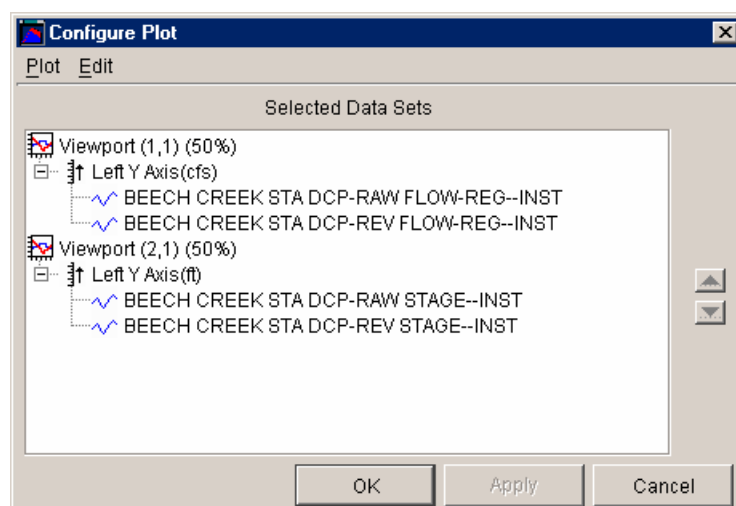 Configure Plot
Plot Edit
Selected Data Sets
Viewport (1,1) (50%)
Left Y Axis(cfs)
BEECH CREEK STA DCP-RAW FLOW-REG--INST
BEECH CREEK STA DCP-REV FLOW-REG--INST
Viewport (2,1) (50%)
Left Y Axis(ft)
BEECH CREEK STA DCP-RAW STAGE--INST
BEECH CREEK STA DCP-REV STAGE--INST
OK Apply Cancel